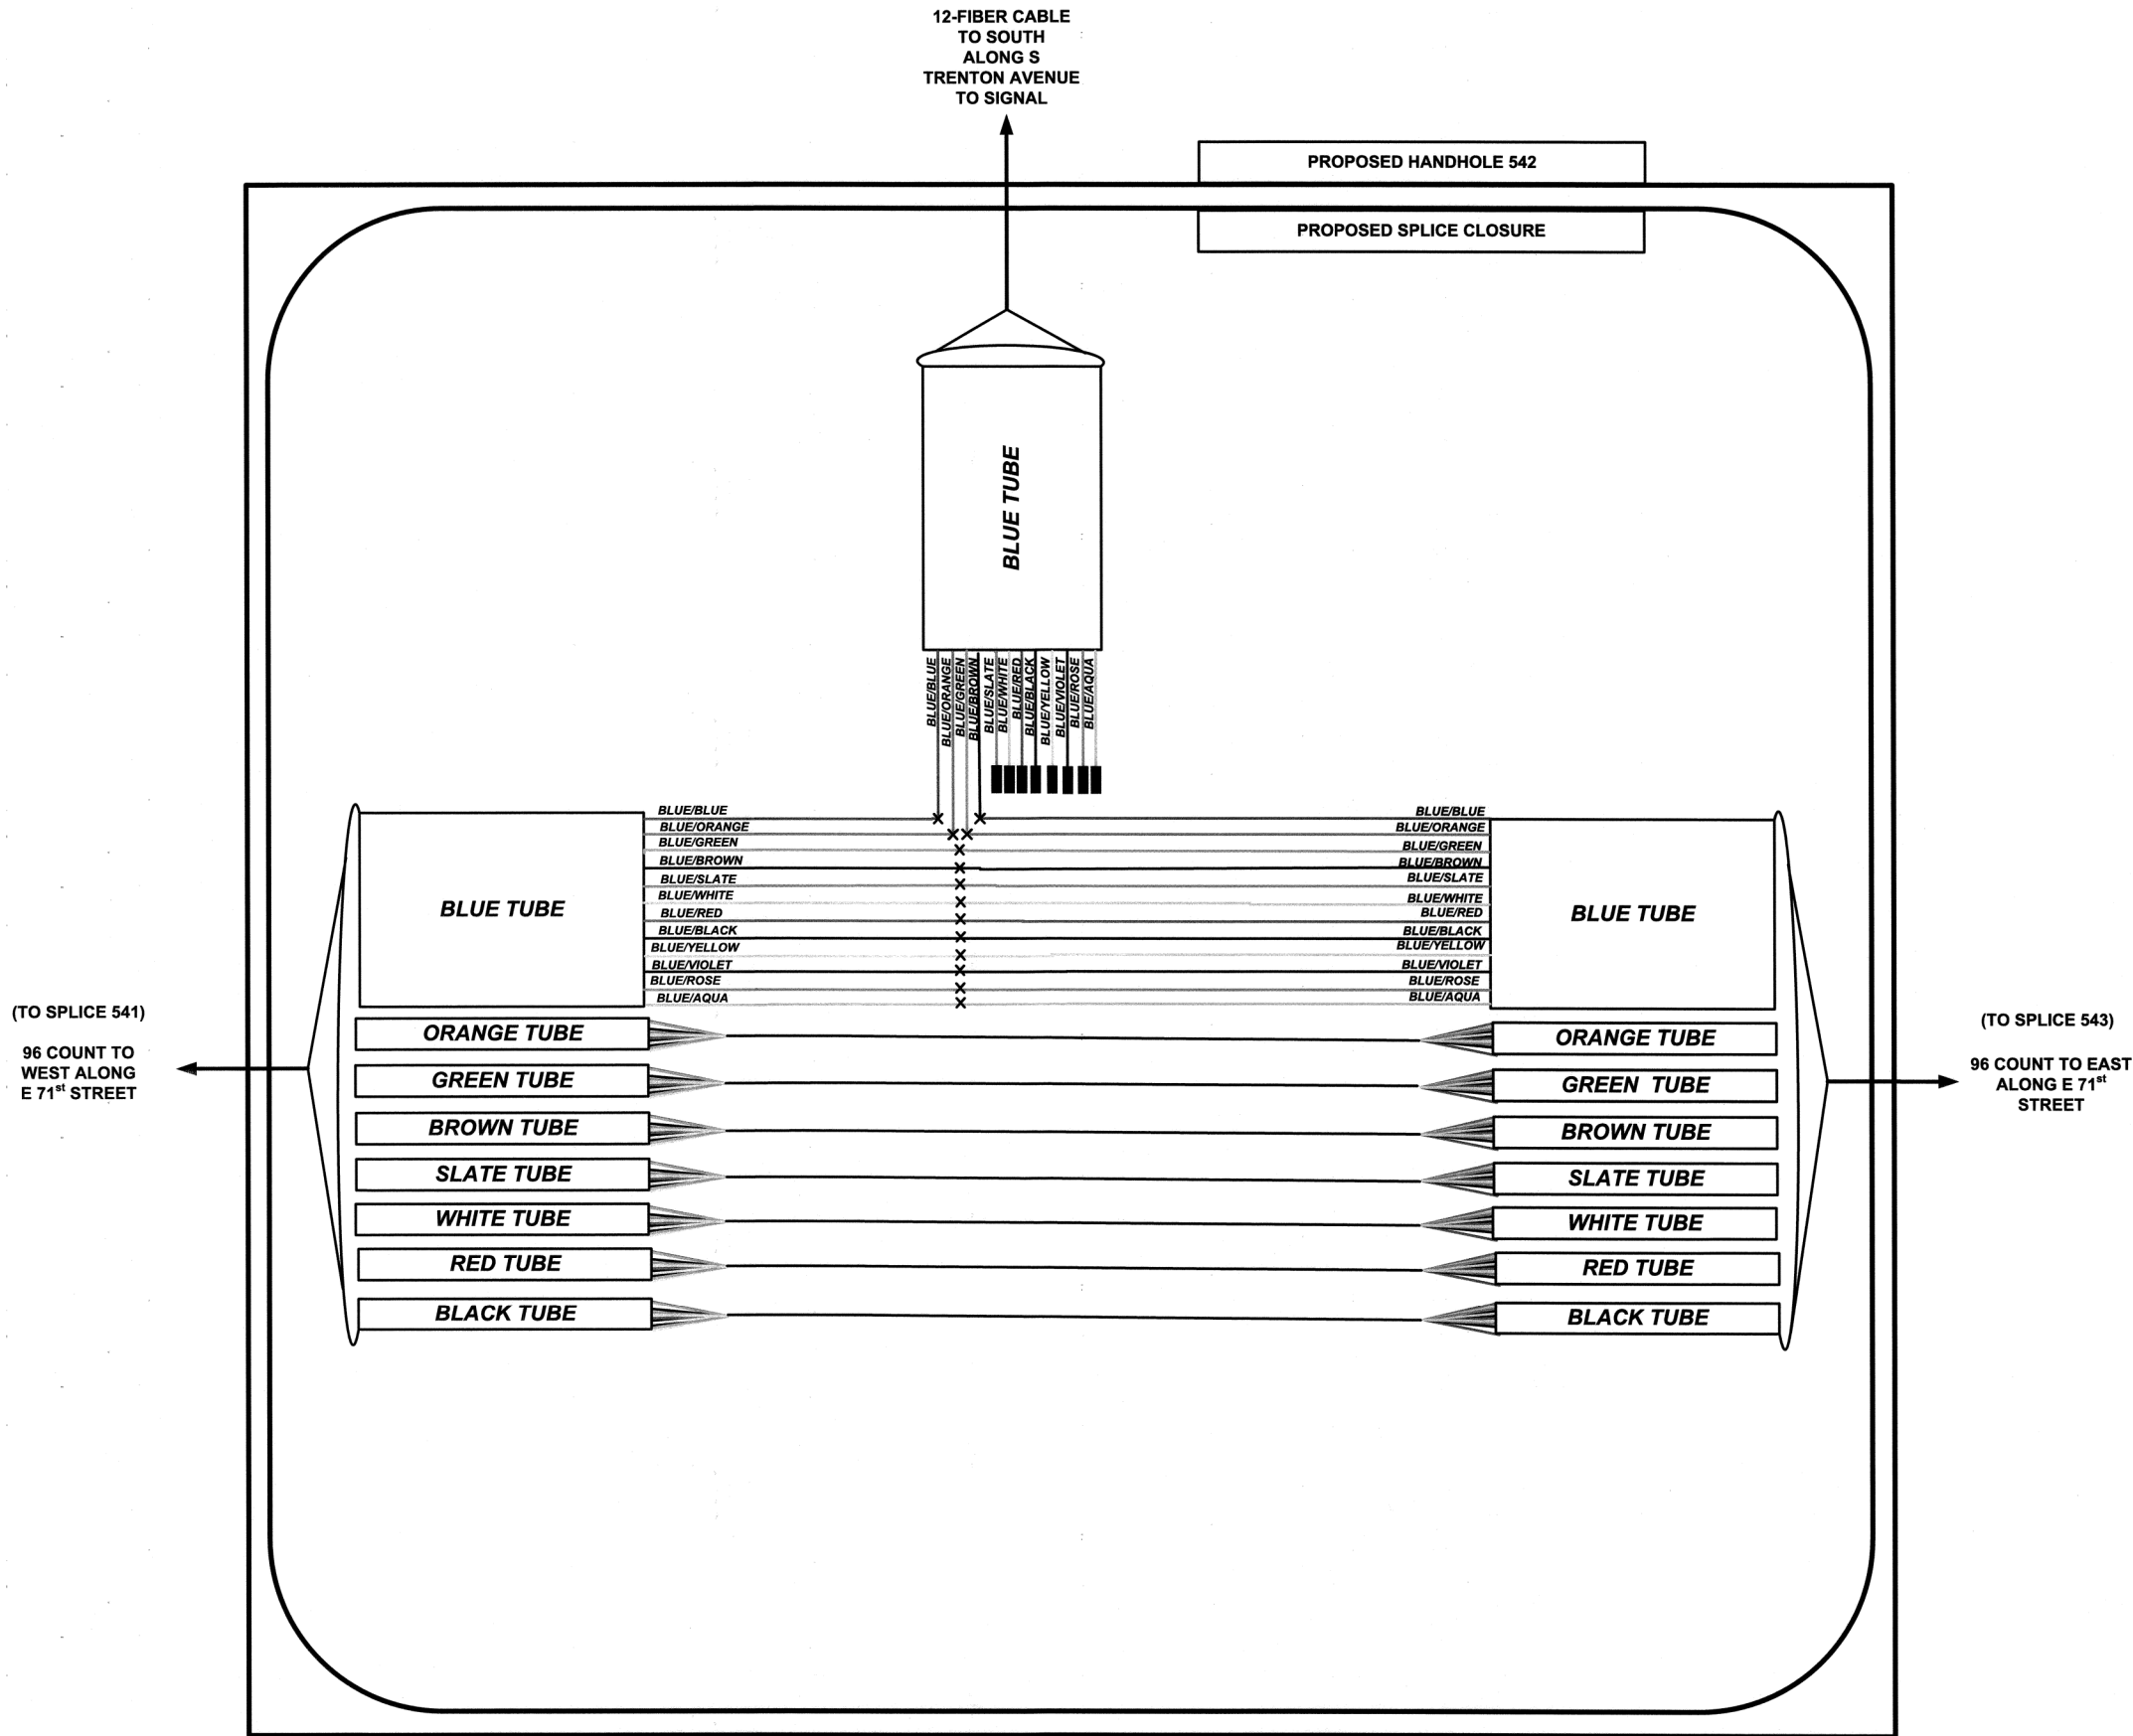 12-FIBER CABLE
TO SOUTH
ALONG S
TRENTON AVENUE
TO SIGNAL
PROPOSED HANDHOLE 542
PROPOSED SPLICE CLOSURE
BLUE TUBE
BLUE/BLUE
BLUE/ORANGE
BLUE/GREEN
BLUE/BROWN
BLUE/SLATE
BLUE/WHITE
BLUE/RED
BLUE/BLACK
BLUE/YELLOW
BLUE/VIOLET
BLUE/ROSE
BLUE/AQUA
(TO SPLICE 541)
96 COUNT TO
WEST ALONG
E 71st STREET
BLUE TUBE
BLUE/BLUE
BLUE/ORANGE
BLUE/GREEN
BLUE/BROWN
BLUE/SLATE
BLUE/WHITE
BLUE/RED
BLUE/BLACK
BLUE/YELLOW
BLUE/VIOLET
BLUE/ROSE
BLUE/AQUA
ORANGE TUBE
GREEN TUBE
BROWN TUBE
SLATE TUBE
WHITE TUBE
RED TUBE
BLACK TUBE
BLUE/BLUE
BLUE/ORANGE
BLUE/GREEN
BLUE/BROWN
BLUE/SLATE
BLUE/WHITE
BLUE/RED
BLUE/BLACK
BLUE/YELLOW
BLUE/VIOLET
BLUE/ROSE
BLUE/AQUA
BLUE TUBE
ORANGE TUBE
GREEN TUBE
BROWN TUBE
SLATE TUBE
WHITE TUBE
RED TUBE
BLACK TUBE
(TO SPLICE 543)
96 COUNT TO EAST
ALONG E 71st
STREET